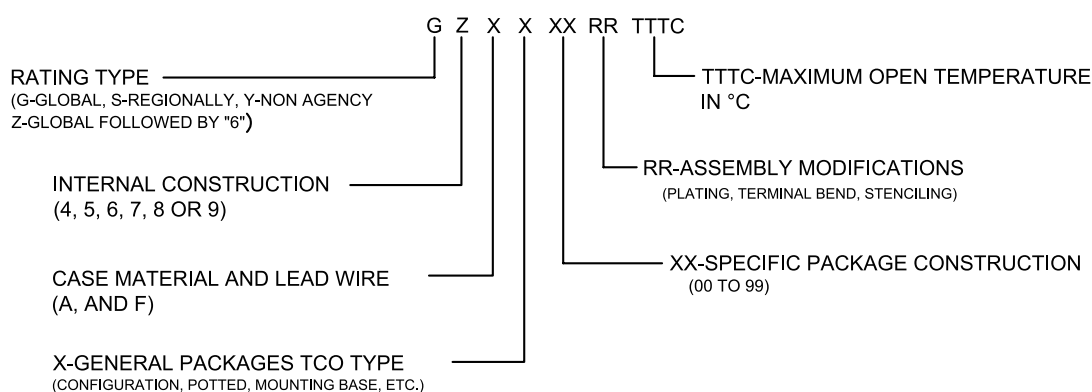 G Z X X XX RR TTTC
RATING TYPE
(G-GLOBAL, S-REGIONALLY, Y-NON AGENCY
Z-GLOBAL FOLLOWED BY "6")
TTTC-MAXIMUM OPEN TEMPERATURE
IN °C
RR-ASSEMBLY MODIFICATIONS
(PLATING, TERMINAL BEND, STENCILING)
INTERNAL CONSTRUCTION
(4, 5, 6, 7, 8 OR 9)
XX-SPECIFIC PACKAGE CONSTRUCTION
(00 TO 99)
CASE MATERIAL AND LEAD WIRE
(A, AND F)
X-GENERAL PACKAGES TCO TYPE
(CONFIGURATION, POTTED, MOUNTING BASE, ETC.)